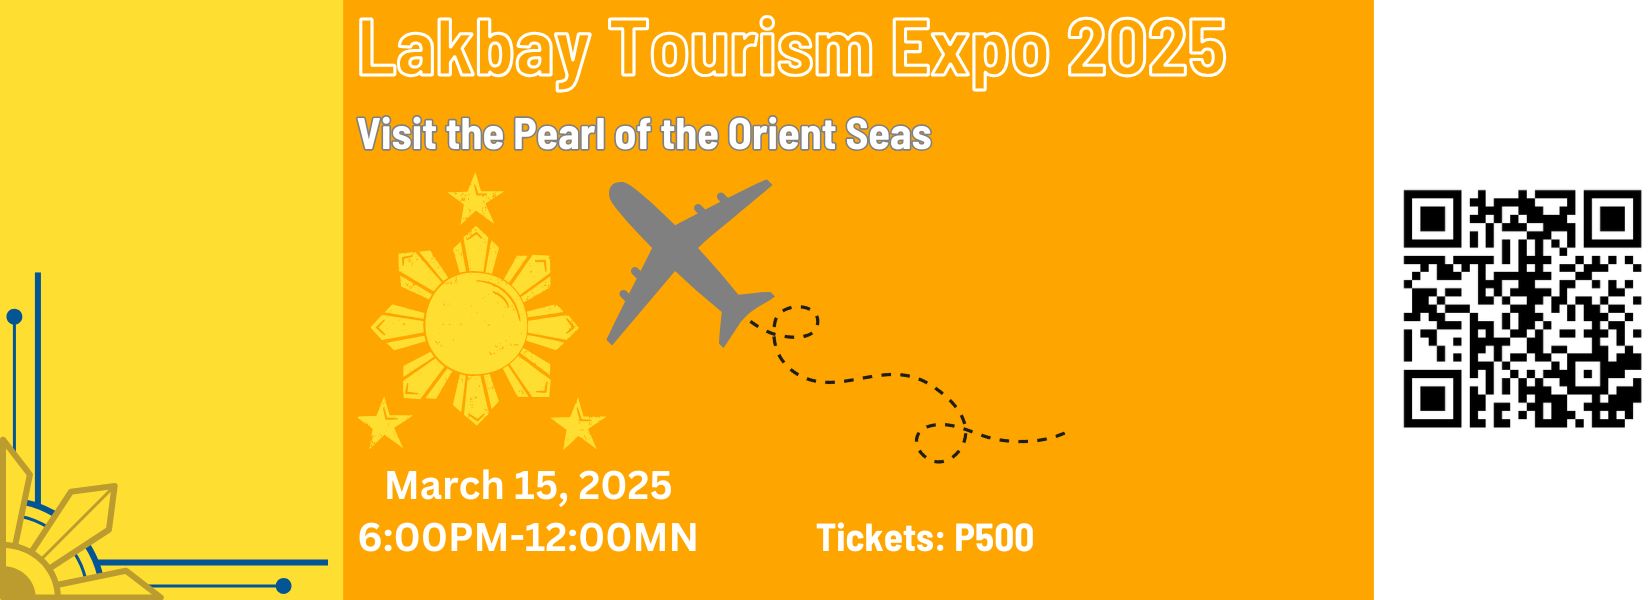 Lakbay Tourism Expo 2025
Visit the Pearl of the Orient Seas
March 15, 2025
6:00PM-12:00MN
Tickets: P500